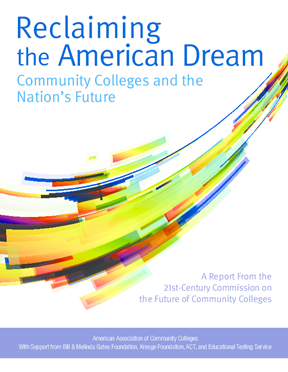 Reclaiming
the American Dream
Community Colleges and the
Nation's Future
A Report From the
21st-Century Commission on
the Future of Community Colleges
American Association of Community Colleges
With Support from Bill & Melinda Gates Foundation, Kresge Foundation, ACT, and Educational Testing Service